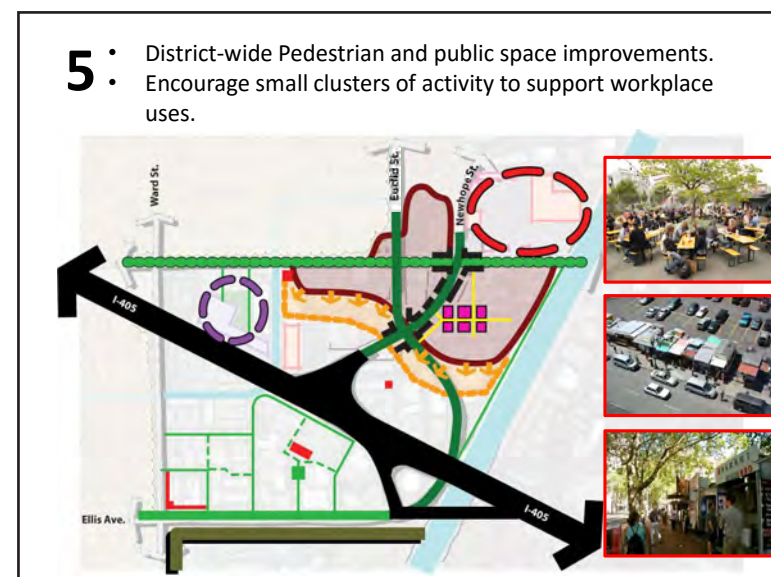 5
• District-wide Pedestrian and public space improvements.
• Encourage small clusters of activity to support workplace
uses.
Ward St.
Euclid St.
Newhope St.
I-405
Ellis Ave.
I-405